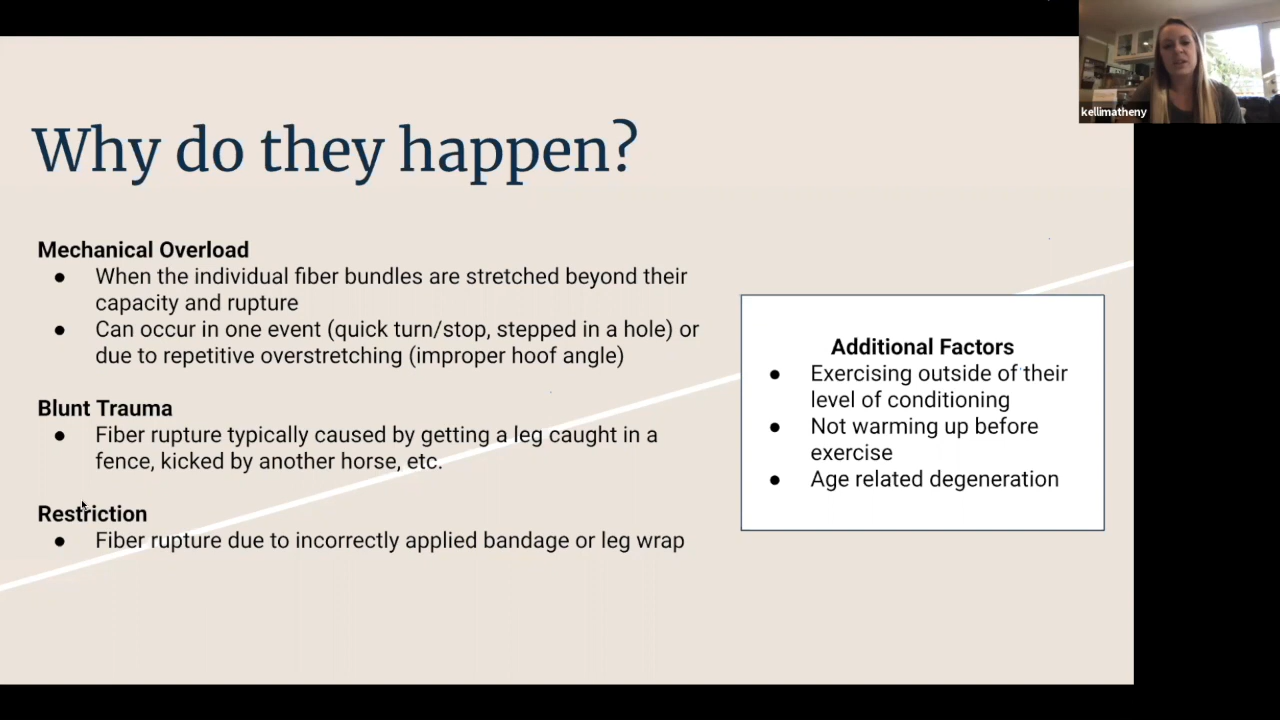 kellimatheny
Why do they happen?
Mechanical Overload
● When the individual fiber bundles are stretched beyond their
capacity and rupture
● Can occur in one event (quick turn/stop, stepped in a hole) or
due to repetitive overstretching (improper hoof angle)
Blunt Trauma
● Fiber rupture typically caused by getting a leg caught in a
fence, kicked by another horse, etc.
Restriction
● Fiber rupture due to incorrectly applied bandage or leg wrap
Additional Factors
● Exercising outside of their
level of conditioning
● Not warming up before
exercise
● Age related degeneration